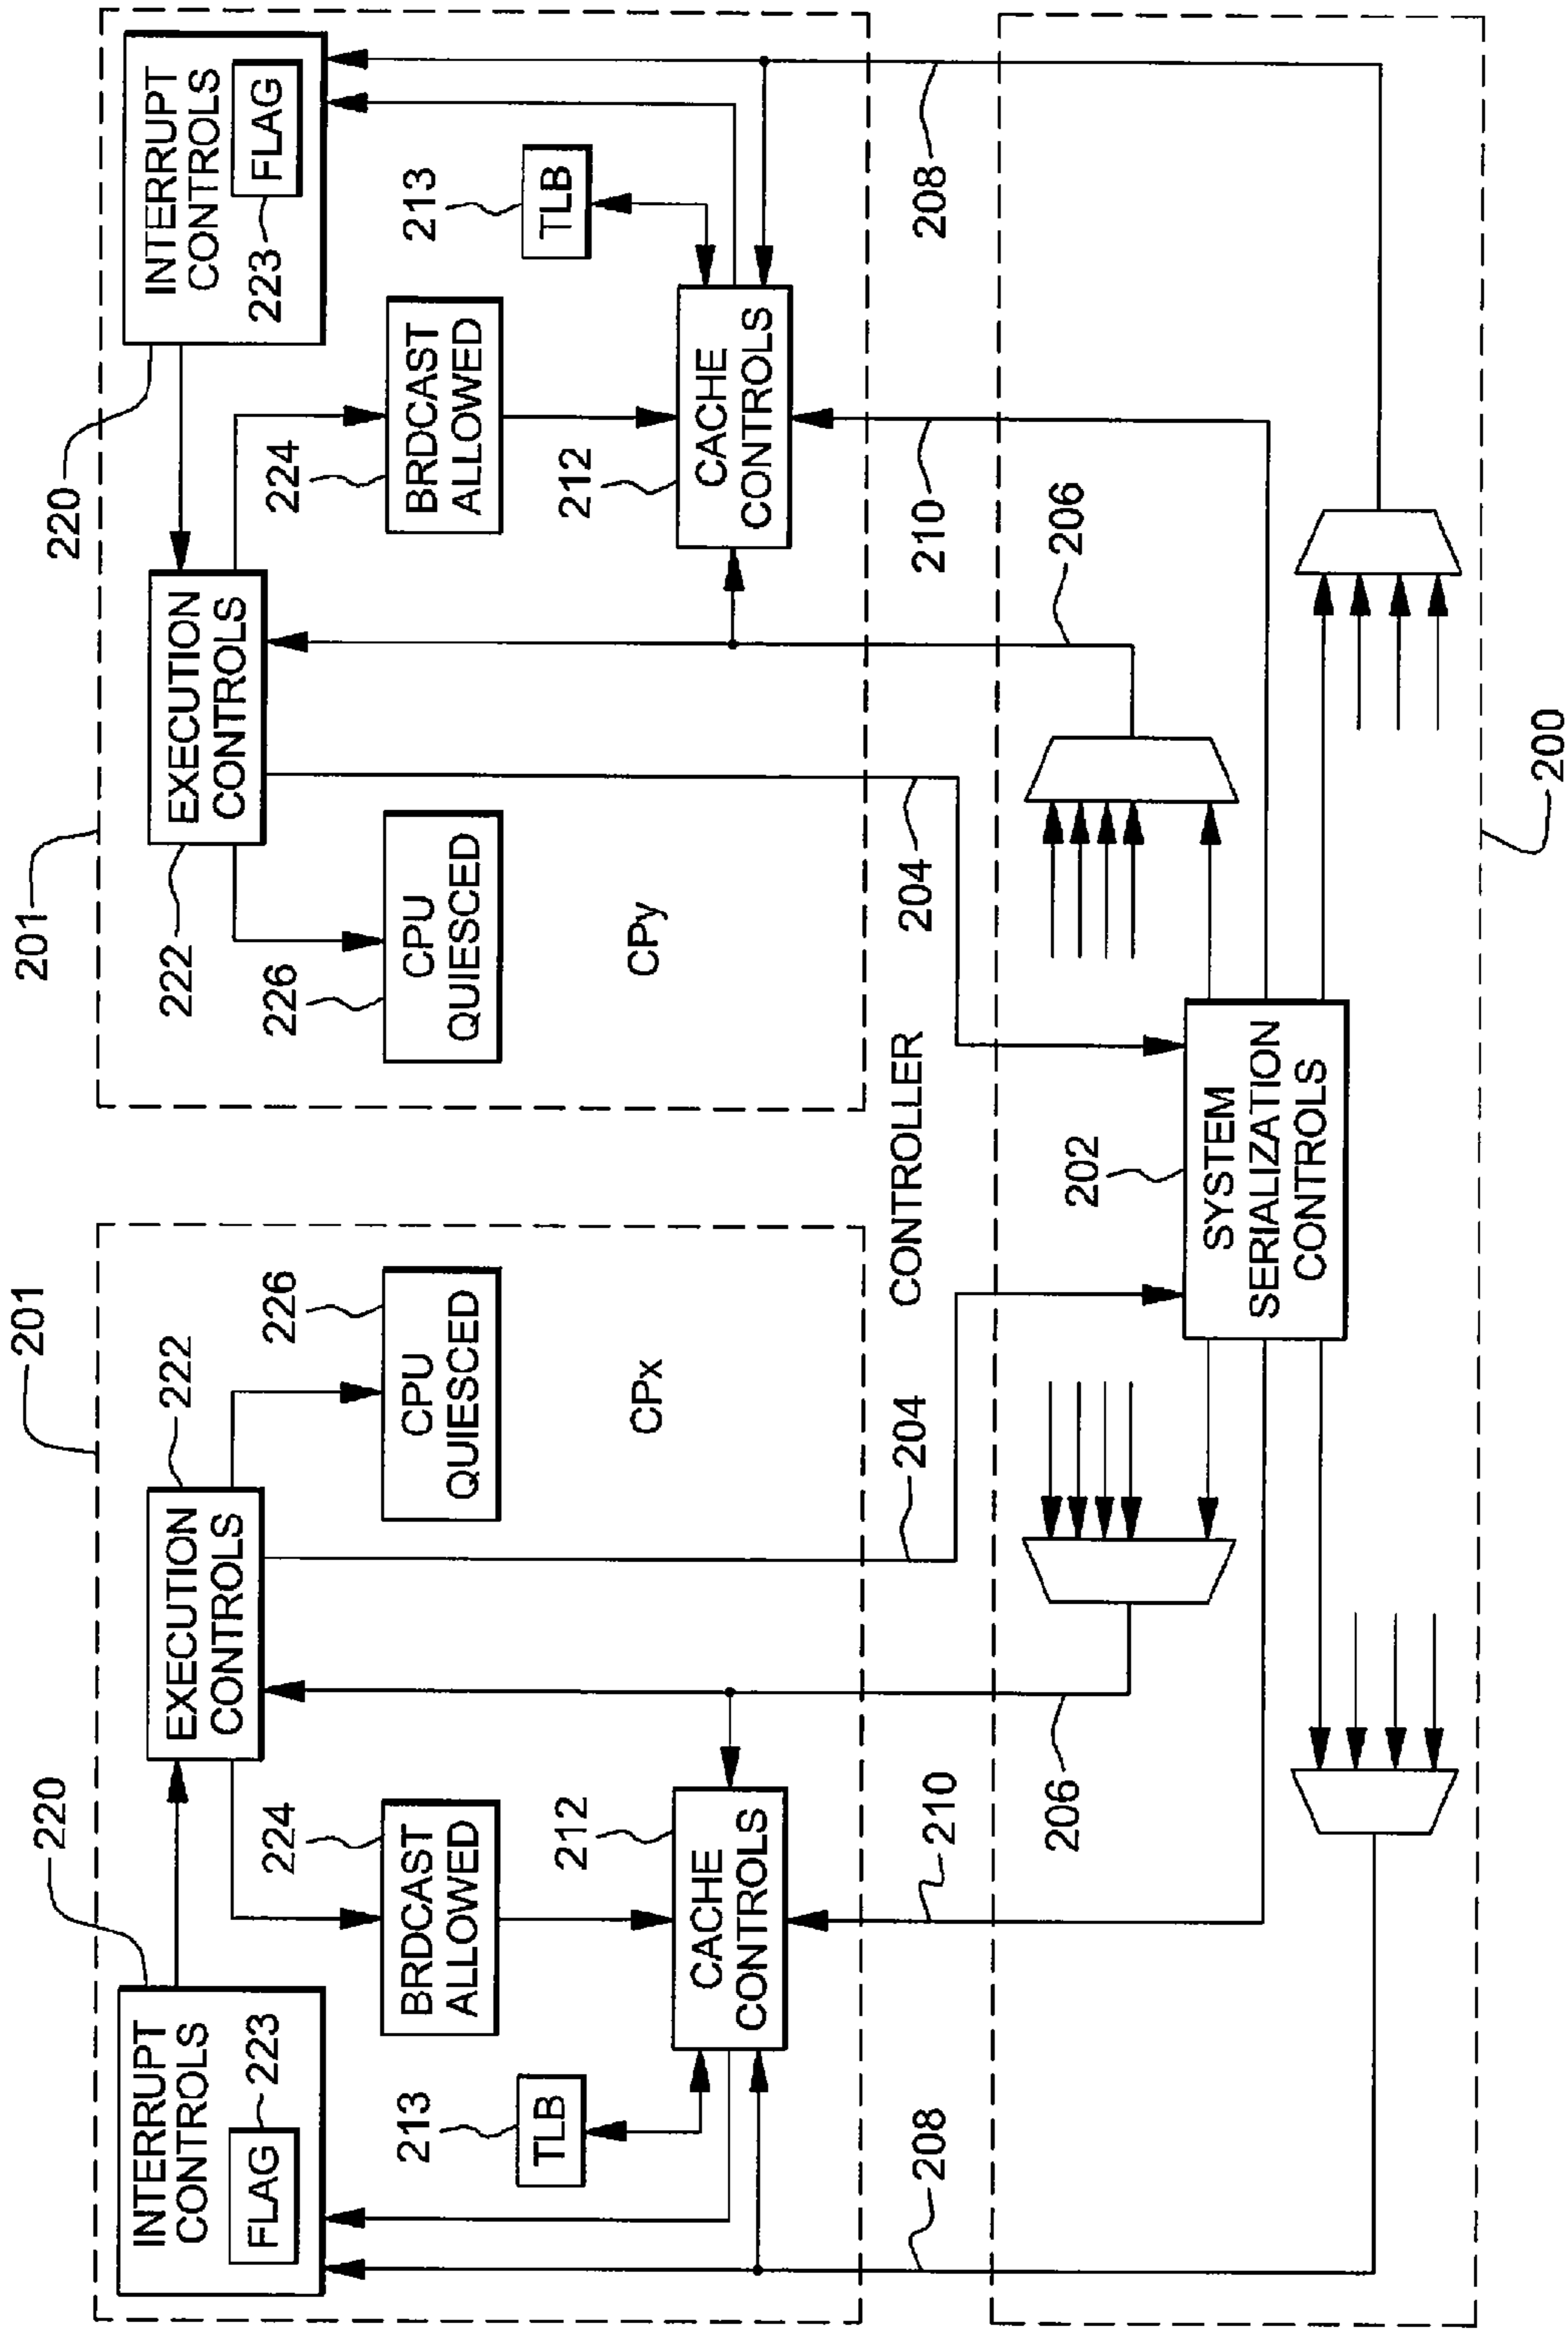 201
220
INTERRUPT
CONTROLS
FLAG
223
222
EXECUTION
CONTROLS
224
BRDCAST
ALLOWED
226
CPU
QUIESCED
213
TLB
212
CACHE
CONTROLS
CPx
208
210
206
204
201
222
EXECUTION
CONTROLS
220
INTERRUPT
CONTROLS
223
FLAG
226
CPU
QUIESCED
224
BRDCAST
ALLOWED
213
TLB
212
CACHE
CONTROLS
CPy
204
210
208
CONTROLLER
206
206
202
SYSTEM
SERIALIZATION
CONTROLS
200